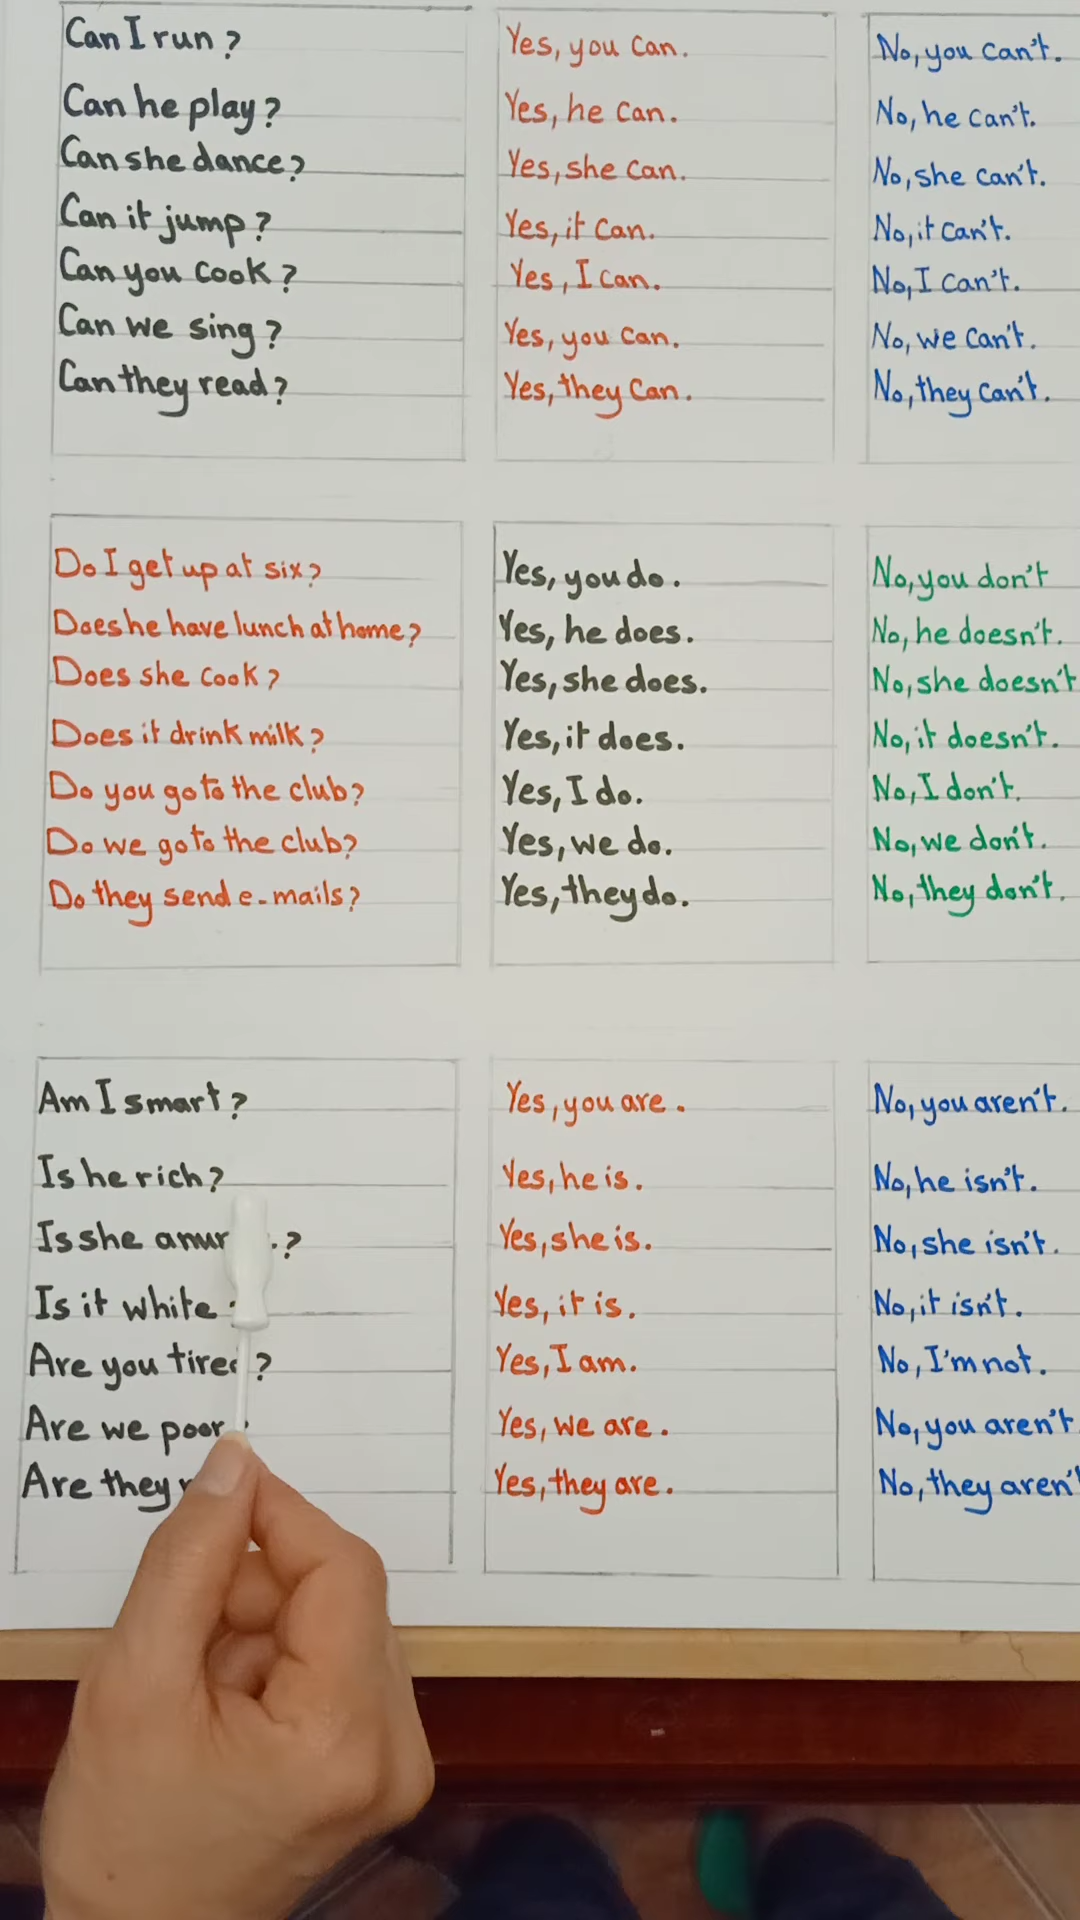 Can I run ? Yes, you can. No, you can't.
Can he play ? Yes, he can. No, he can't.
Can she dance ? Yes, she can. No, she can't.
Can it jump ? Yes, it can. No, it can't.
Can you cook ? Yes, I can. No, I can't.
Can we sing ? Yes, you can. No, we can't.
Can they read ? Yes, they can. No, they can't.
Do I get up at six ? Yes, you do. No, you don't
Does he have lunch at home ? Yes, he does. No, he doesn't.
Does she cook ? Yes, she does. No, she doesn't
Does it drink milk ? Yes, it does. No, it doesn't.
Do you go to the club ? Yes, I do. No, I don't.
Do we go to the club ? Yes, we do. No, we don't.
Do they send e-mails ? Yes, they do. No, they don't.
Am I smart ? Yes, you are. No, you aren't.
Is he rich ? Yes, he is. No, he isn't.
Is she a ? Yes, she is. No, she isn't.
Is it white Yes, it is. No, it isn't.
Are you tired ? Yes, I am. No, I'm not.
Are we poor Yes, we are. No, you aren't
Are they Yes, they are. No, they aren't